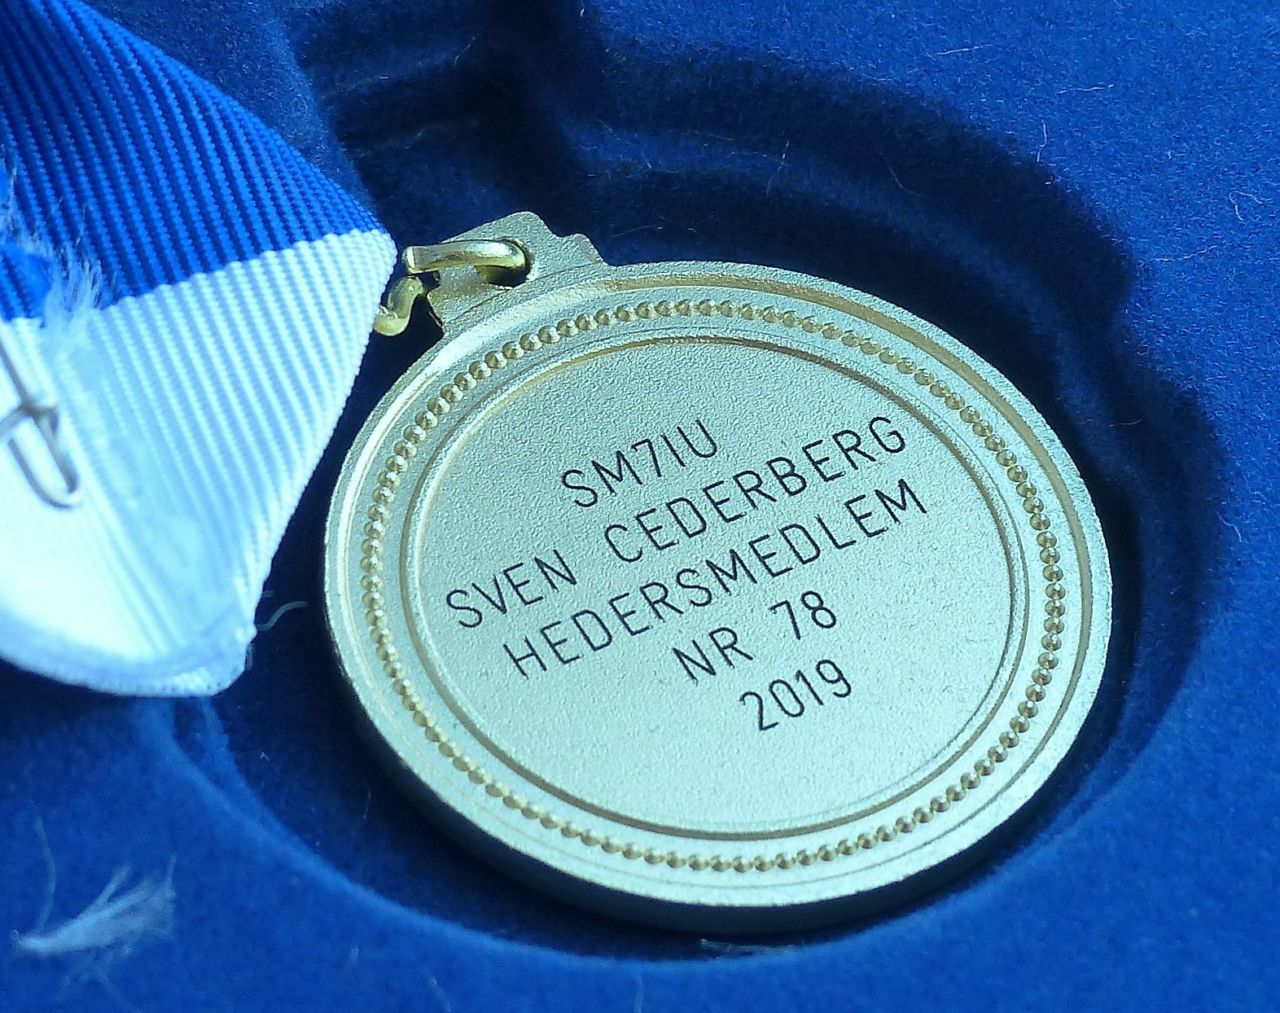 SM7IU
SVEN CEDERBERG
HEDERSMEDLEM
NR 78
2019